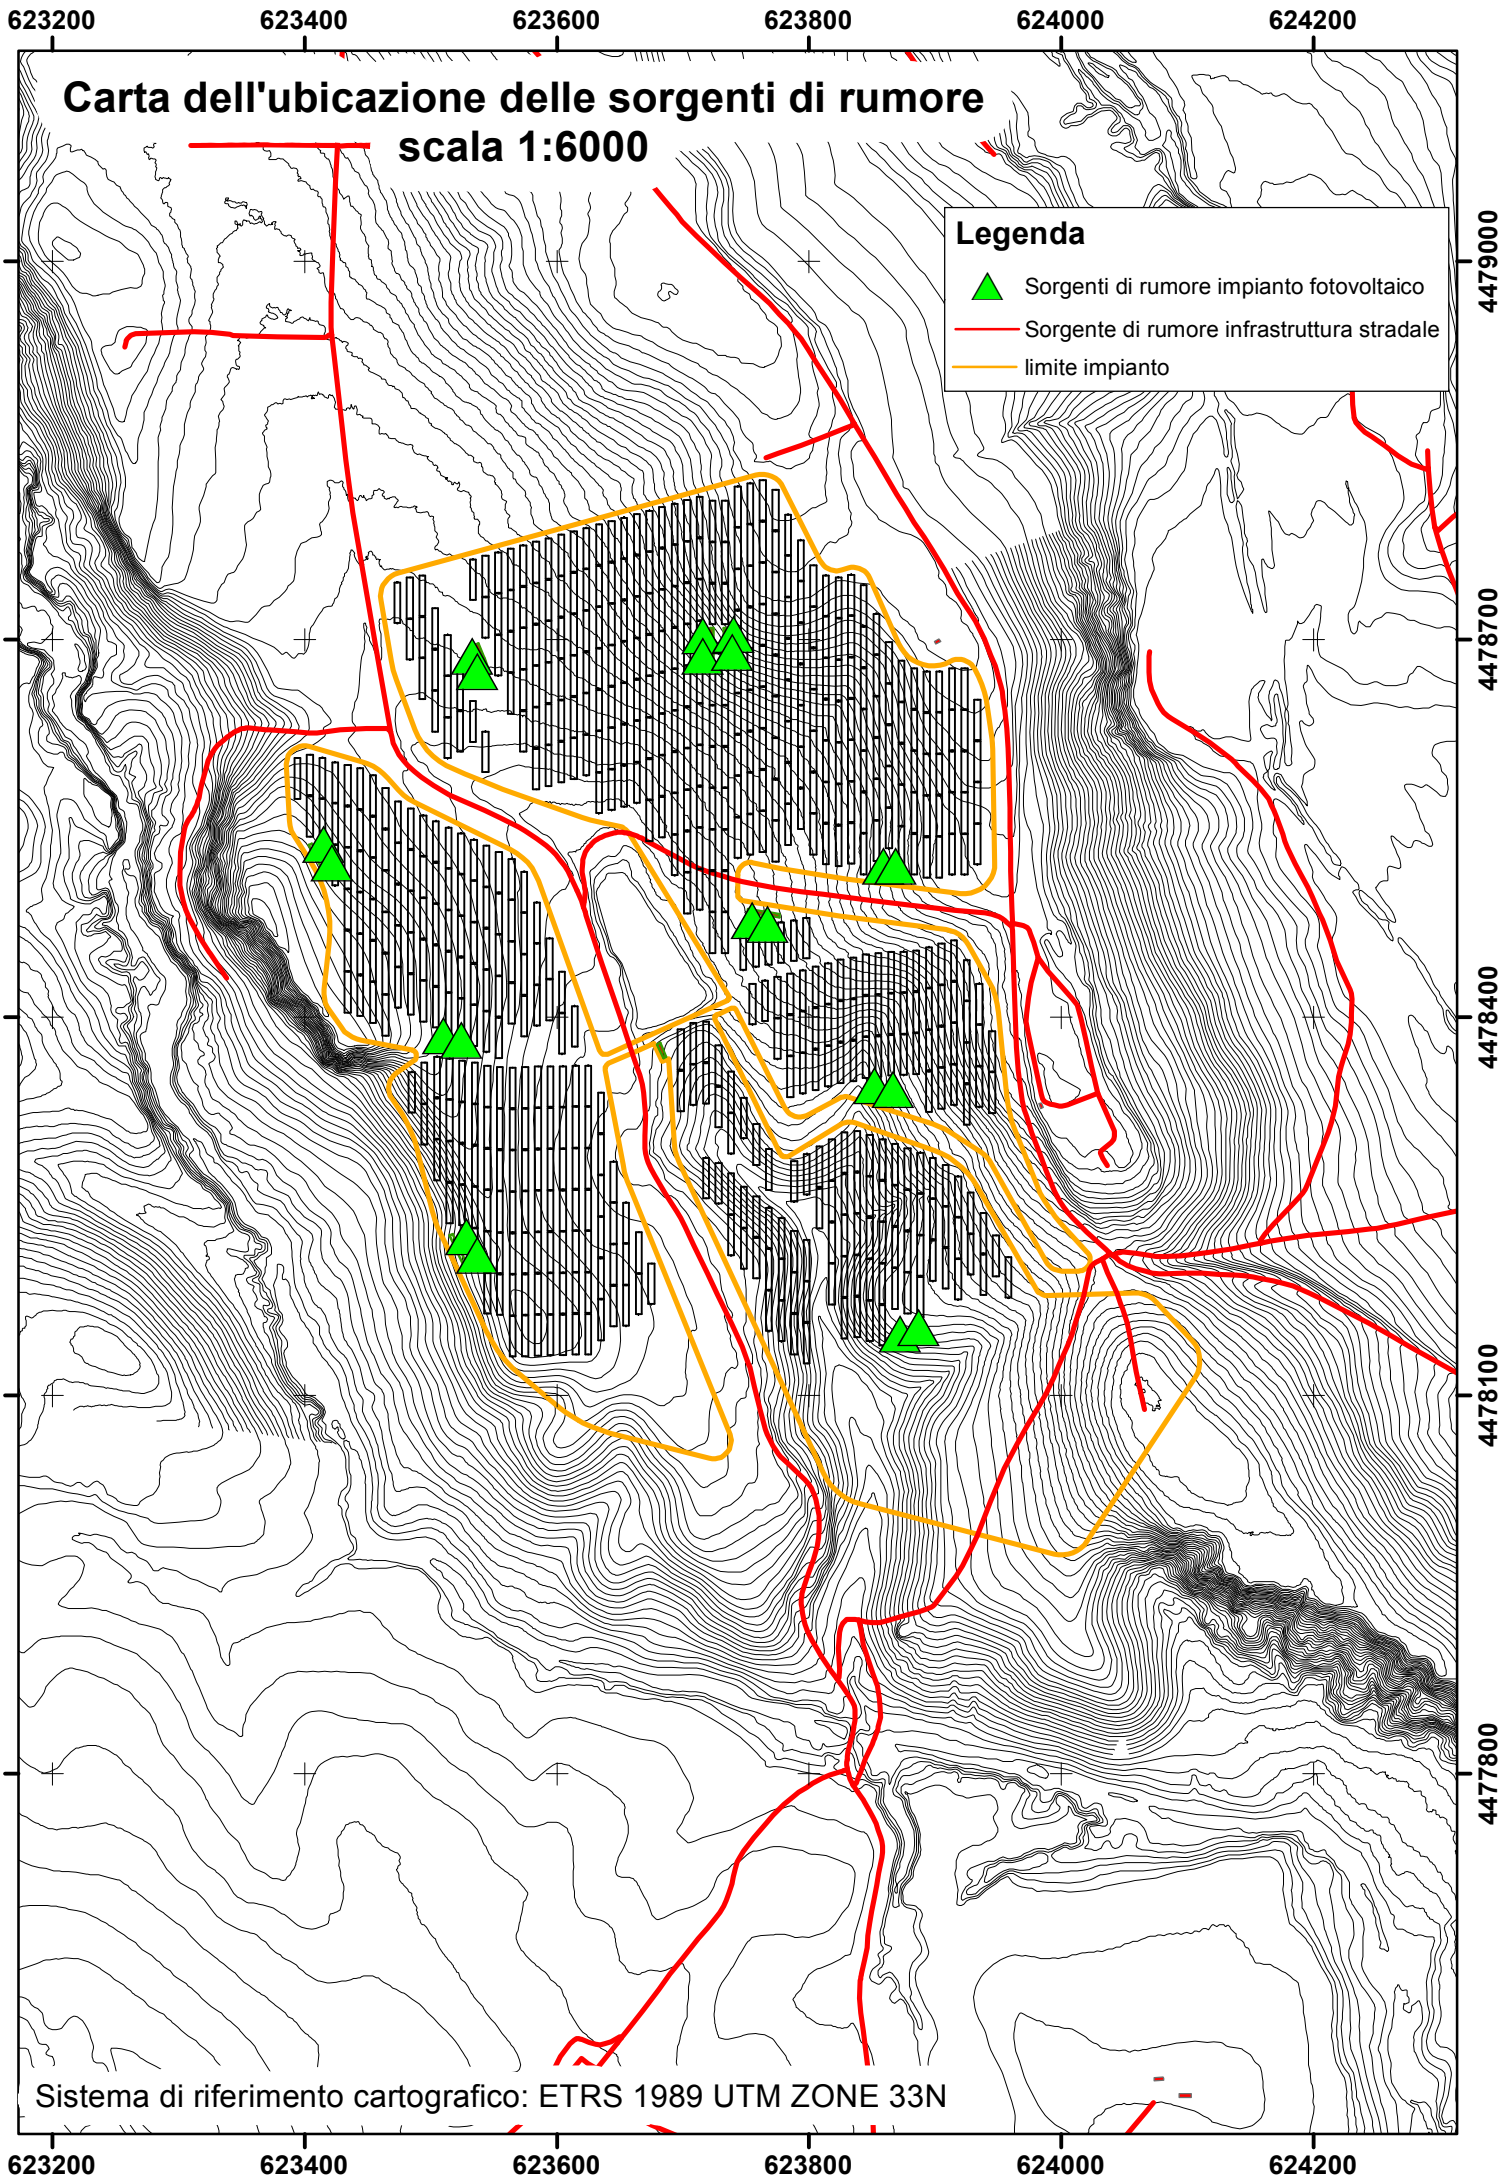 623200 623400 623600 623800 624000 624200
Carta dell'ubicazione delle sorgenti di rumore
scala 1:6000
Legenda
Sorgenti di rumore impianto fotovoltaico
Sorgente di rumore infrastruttura stradale
limite impianto
4479000
4478700
4478400
4478100
4477800
Sistema di riferimento cartografico: ETRS 1989 UTM ZONE 33N
623200 623400 623600 623800 624000 624200